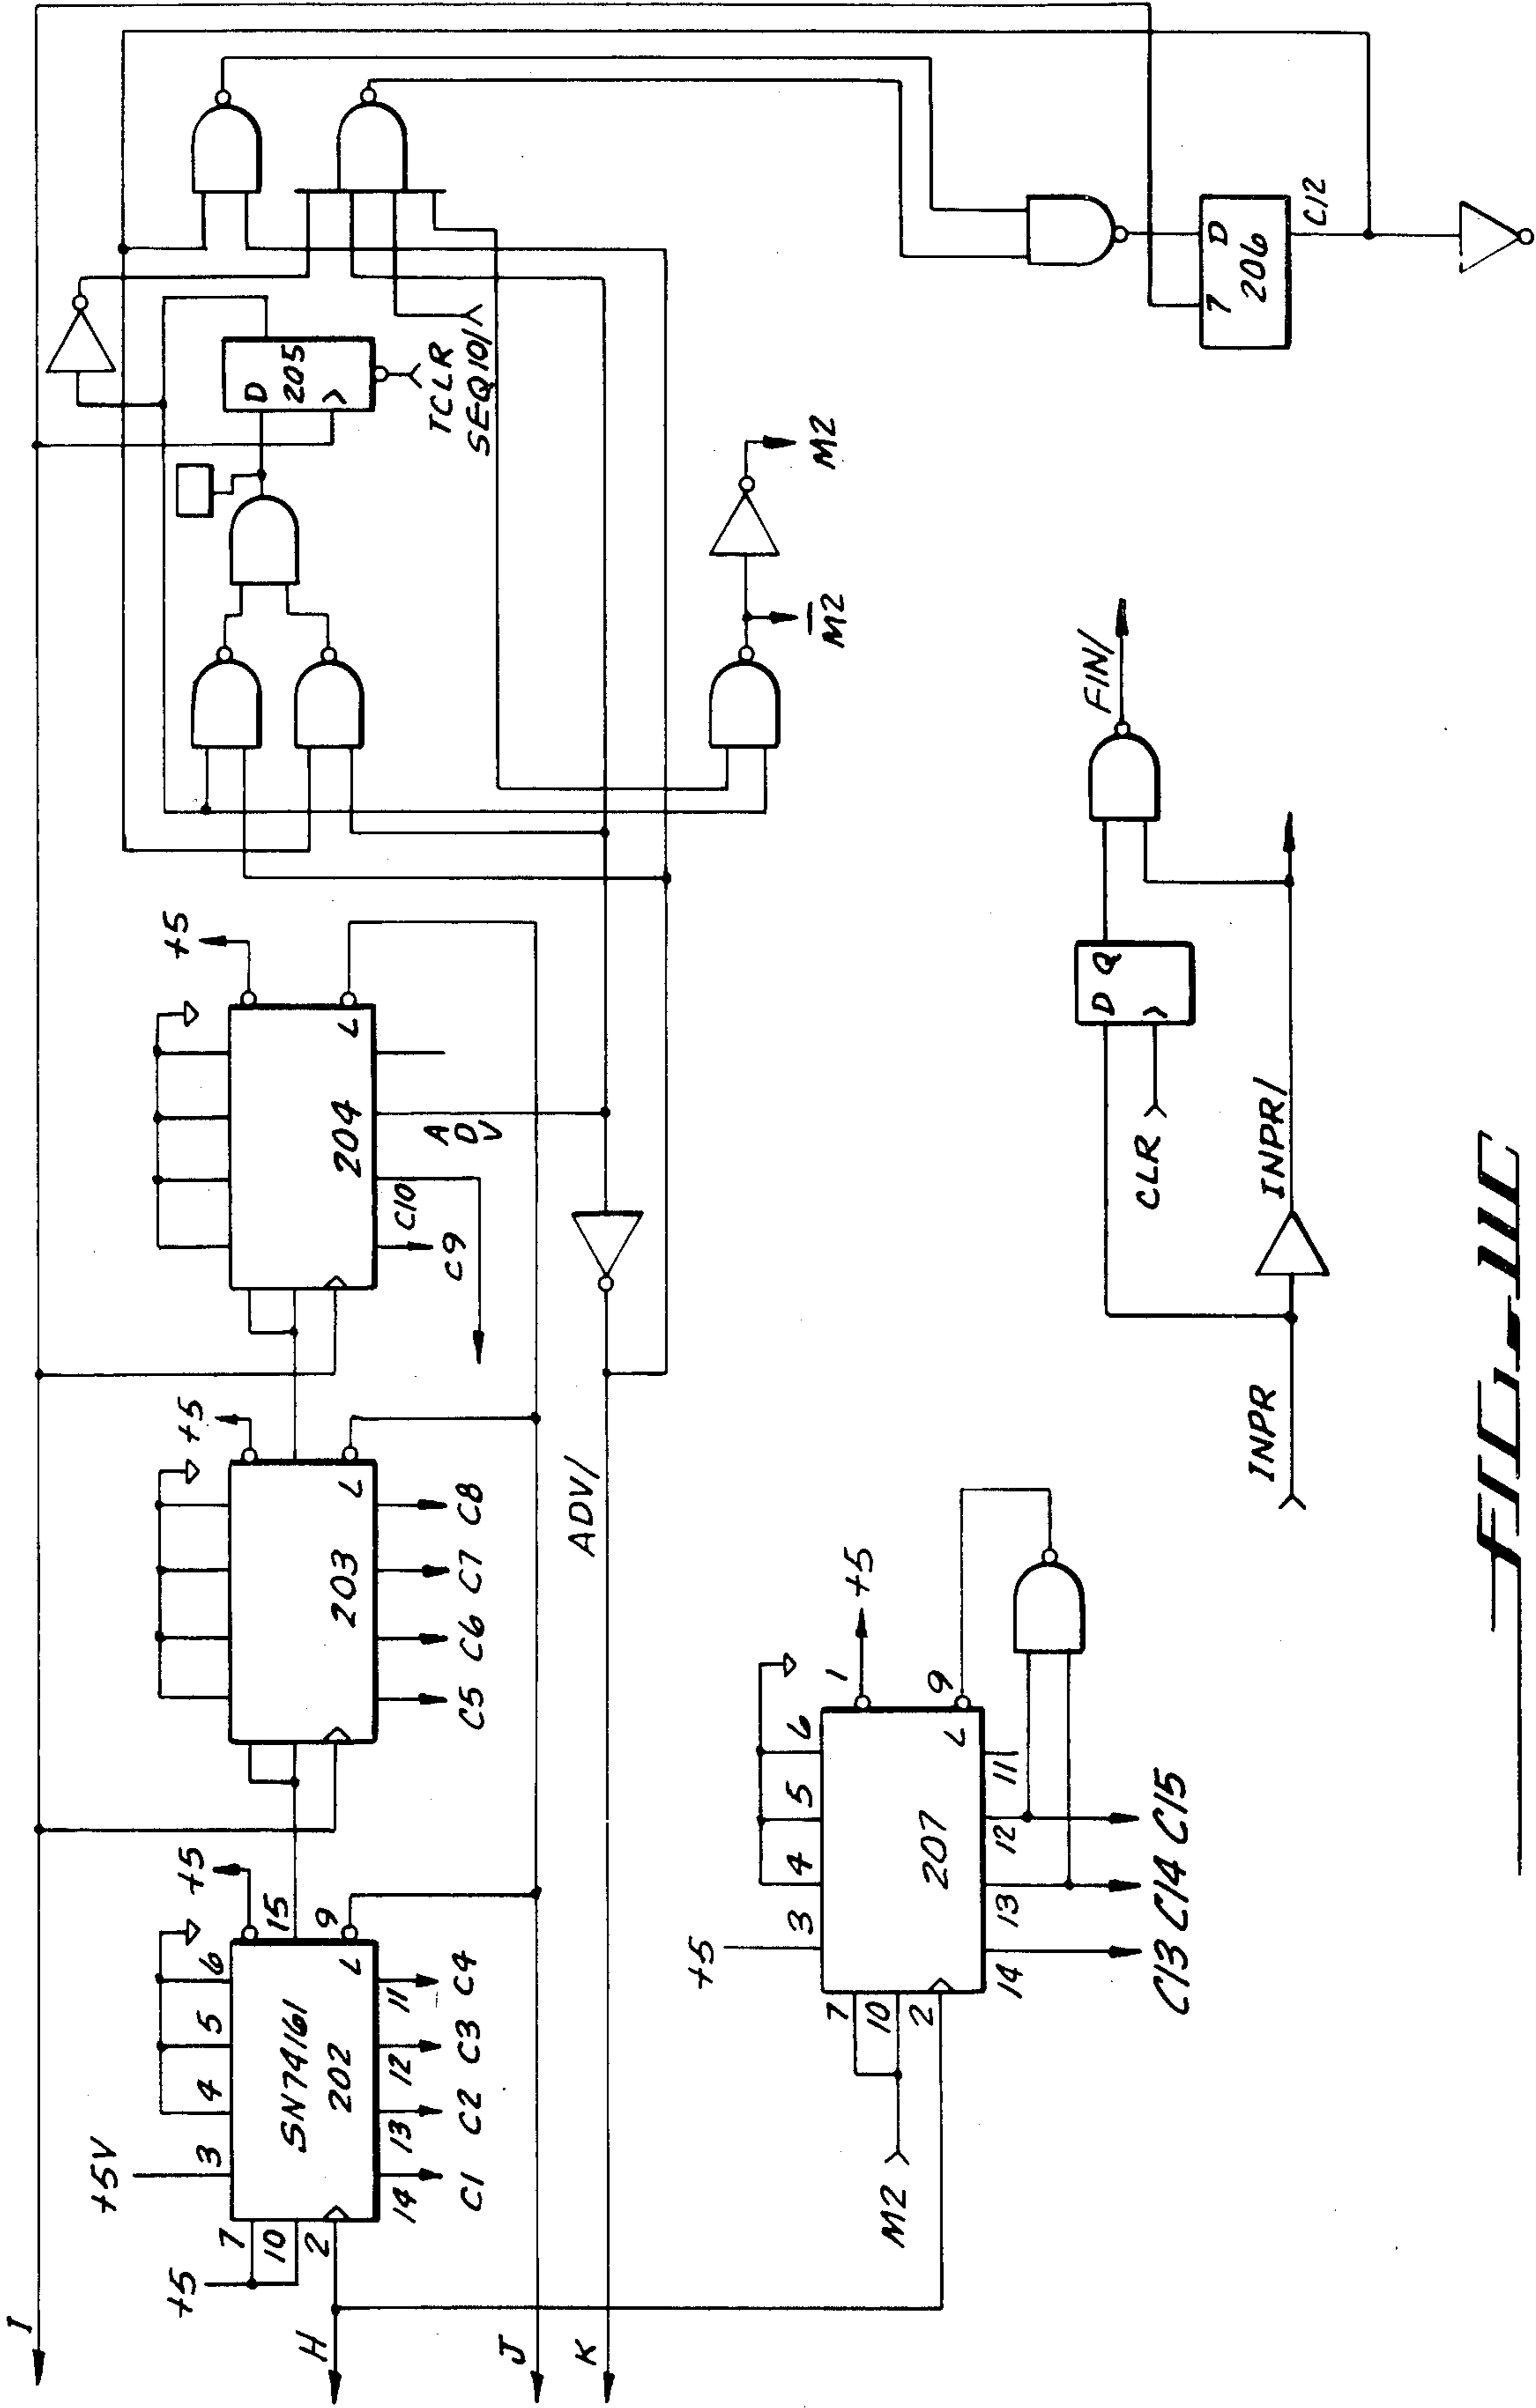 I
H
J
K
+5V
+5
7
10
2
3
4
5
6
SN74161
202
+5
15
9
L
14
13
12
11
C1
C2
C3
C4
+5
203
L
C5
C6
C7
C8
+5
204
L
C9
C10
ADV
ADV/
D
205
TCLR
SEQ10/
M̅2
M2
D
7
206
C12
M2
7
10
2
+5
3
4
5
6
207
1
+5
9
L
14
13
12
11
C13 C14 C15
INPR
INPR/
CLR
D Q
FIN/
FIG_11C